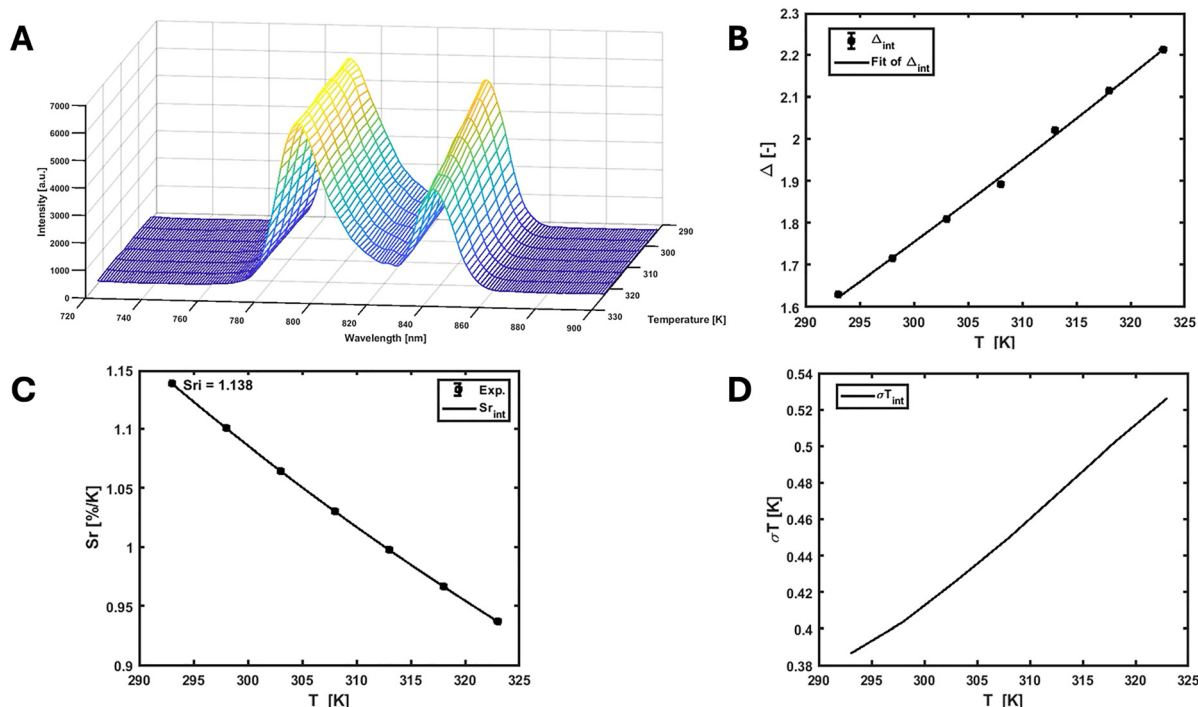 A
7000
6000
5000
4000
3000
2000
1000
0
Intensity [a.u.]
720
740
760
780
800
820
840
860
880
900
Wavelength [nm]
290
300
310
320
330
Temperature [K]
B
2.3
2.2
2.1
2
1.9
1.8
1.7
1.6
Δ [-]
Δint
Fit of Δint
290 295 300 305 310 315 320 325
T [K]
C
1.15
1.1
1.05
1
0.95
0.9
Sr [%/K]
Sri = 1.138
Exp.
Srint
290 295 300 305 310 315 320 325
T [K]
D
0.54
0.52
0.5
0.48
0.46
0.44
0.42
0.4
0.38
σT [K]
σTint
290 295 300 305 310 315 320 325
T [K]